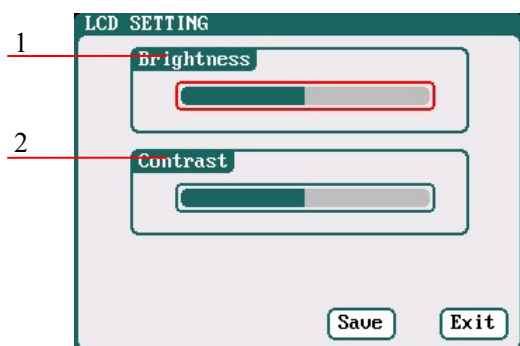 LCD SETTING
1
Brightness
2
Contrast
Save Exit